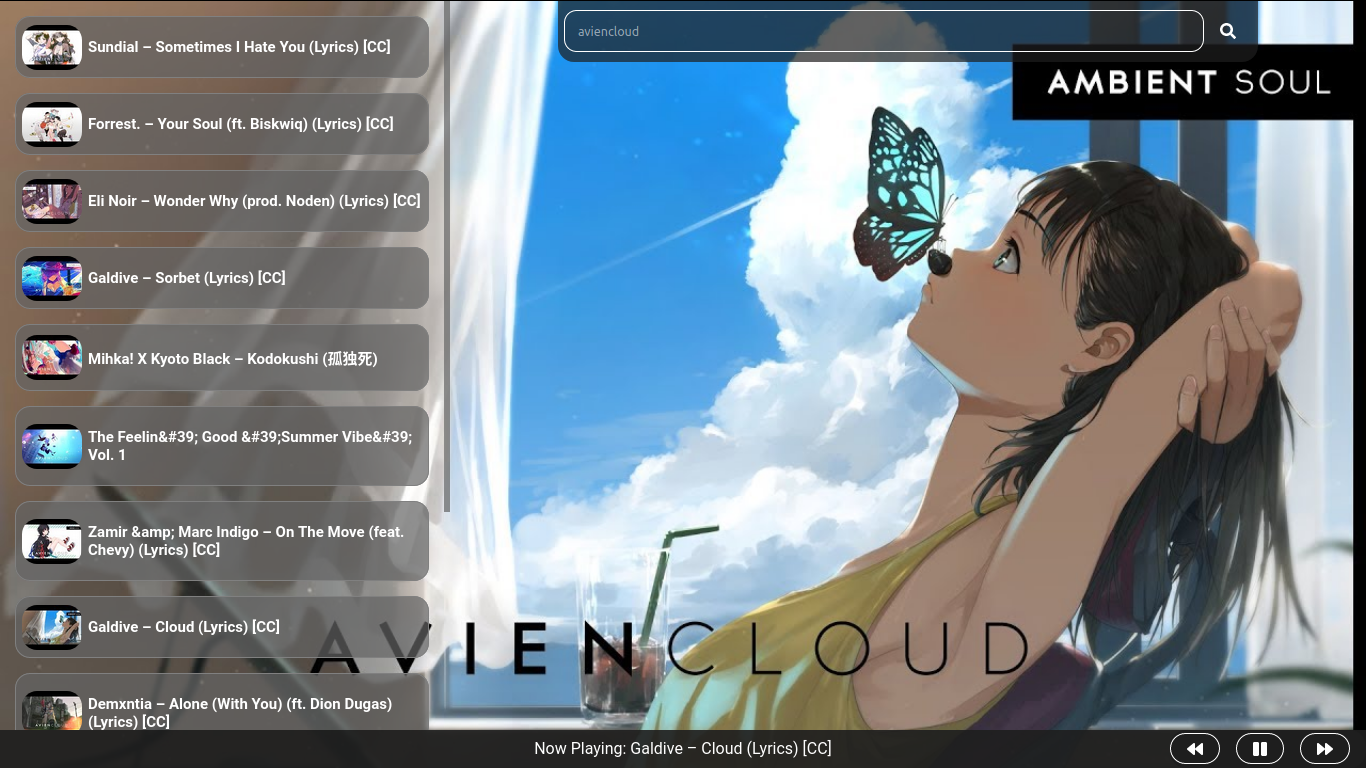 aviencloud
AMBIENT SOUL
Sundial – Sometimes I Hate You (Lyrics) [CC]
Forrest. – Your Soul (ft. Biskwiq) (Lyrics) [CC]
Eli Noir – Wonder Why (prod. Noden) (Lyrics) [CC]
Galdive – Sorbet (Lyrics) [CC]
Mihka! X Kyoto Black – Kodokushi (孤独死)
The Feelin&#39; Good &#39;Summer Vibe&#39;
Vol. 1
Zamir &amp; Marc Indigo – On The Move (feat.
Chevy) (Lyrics) [CC]
Galdive – Cloud (Lyrics) [CC]
Demxntia – Alone (With You) (ft. Dion Dugas)
(Lyrics) [CC]
AVIENCLOUD
Now Playing: Galdive – Cloud (Lyrics) [CC]